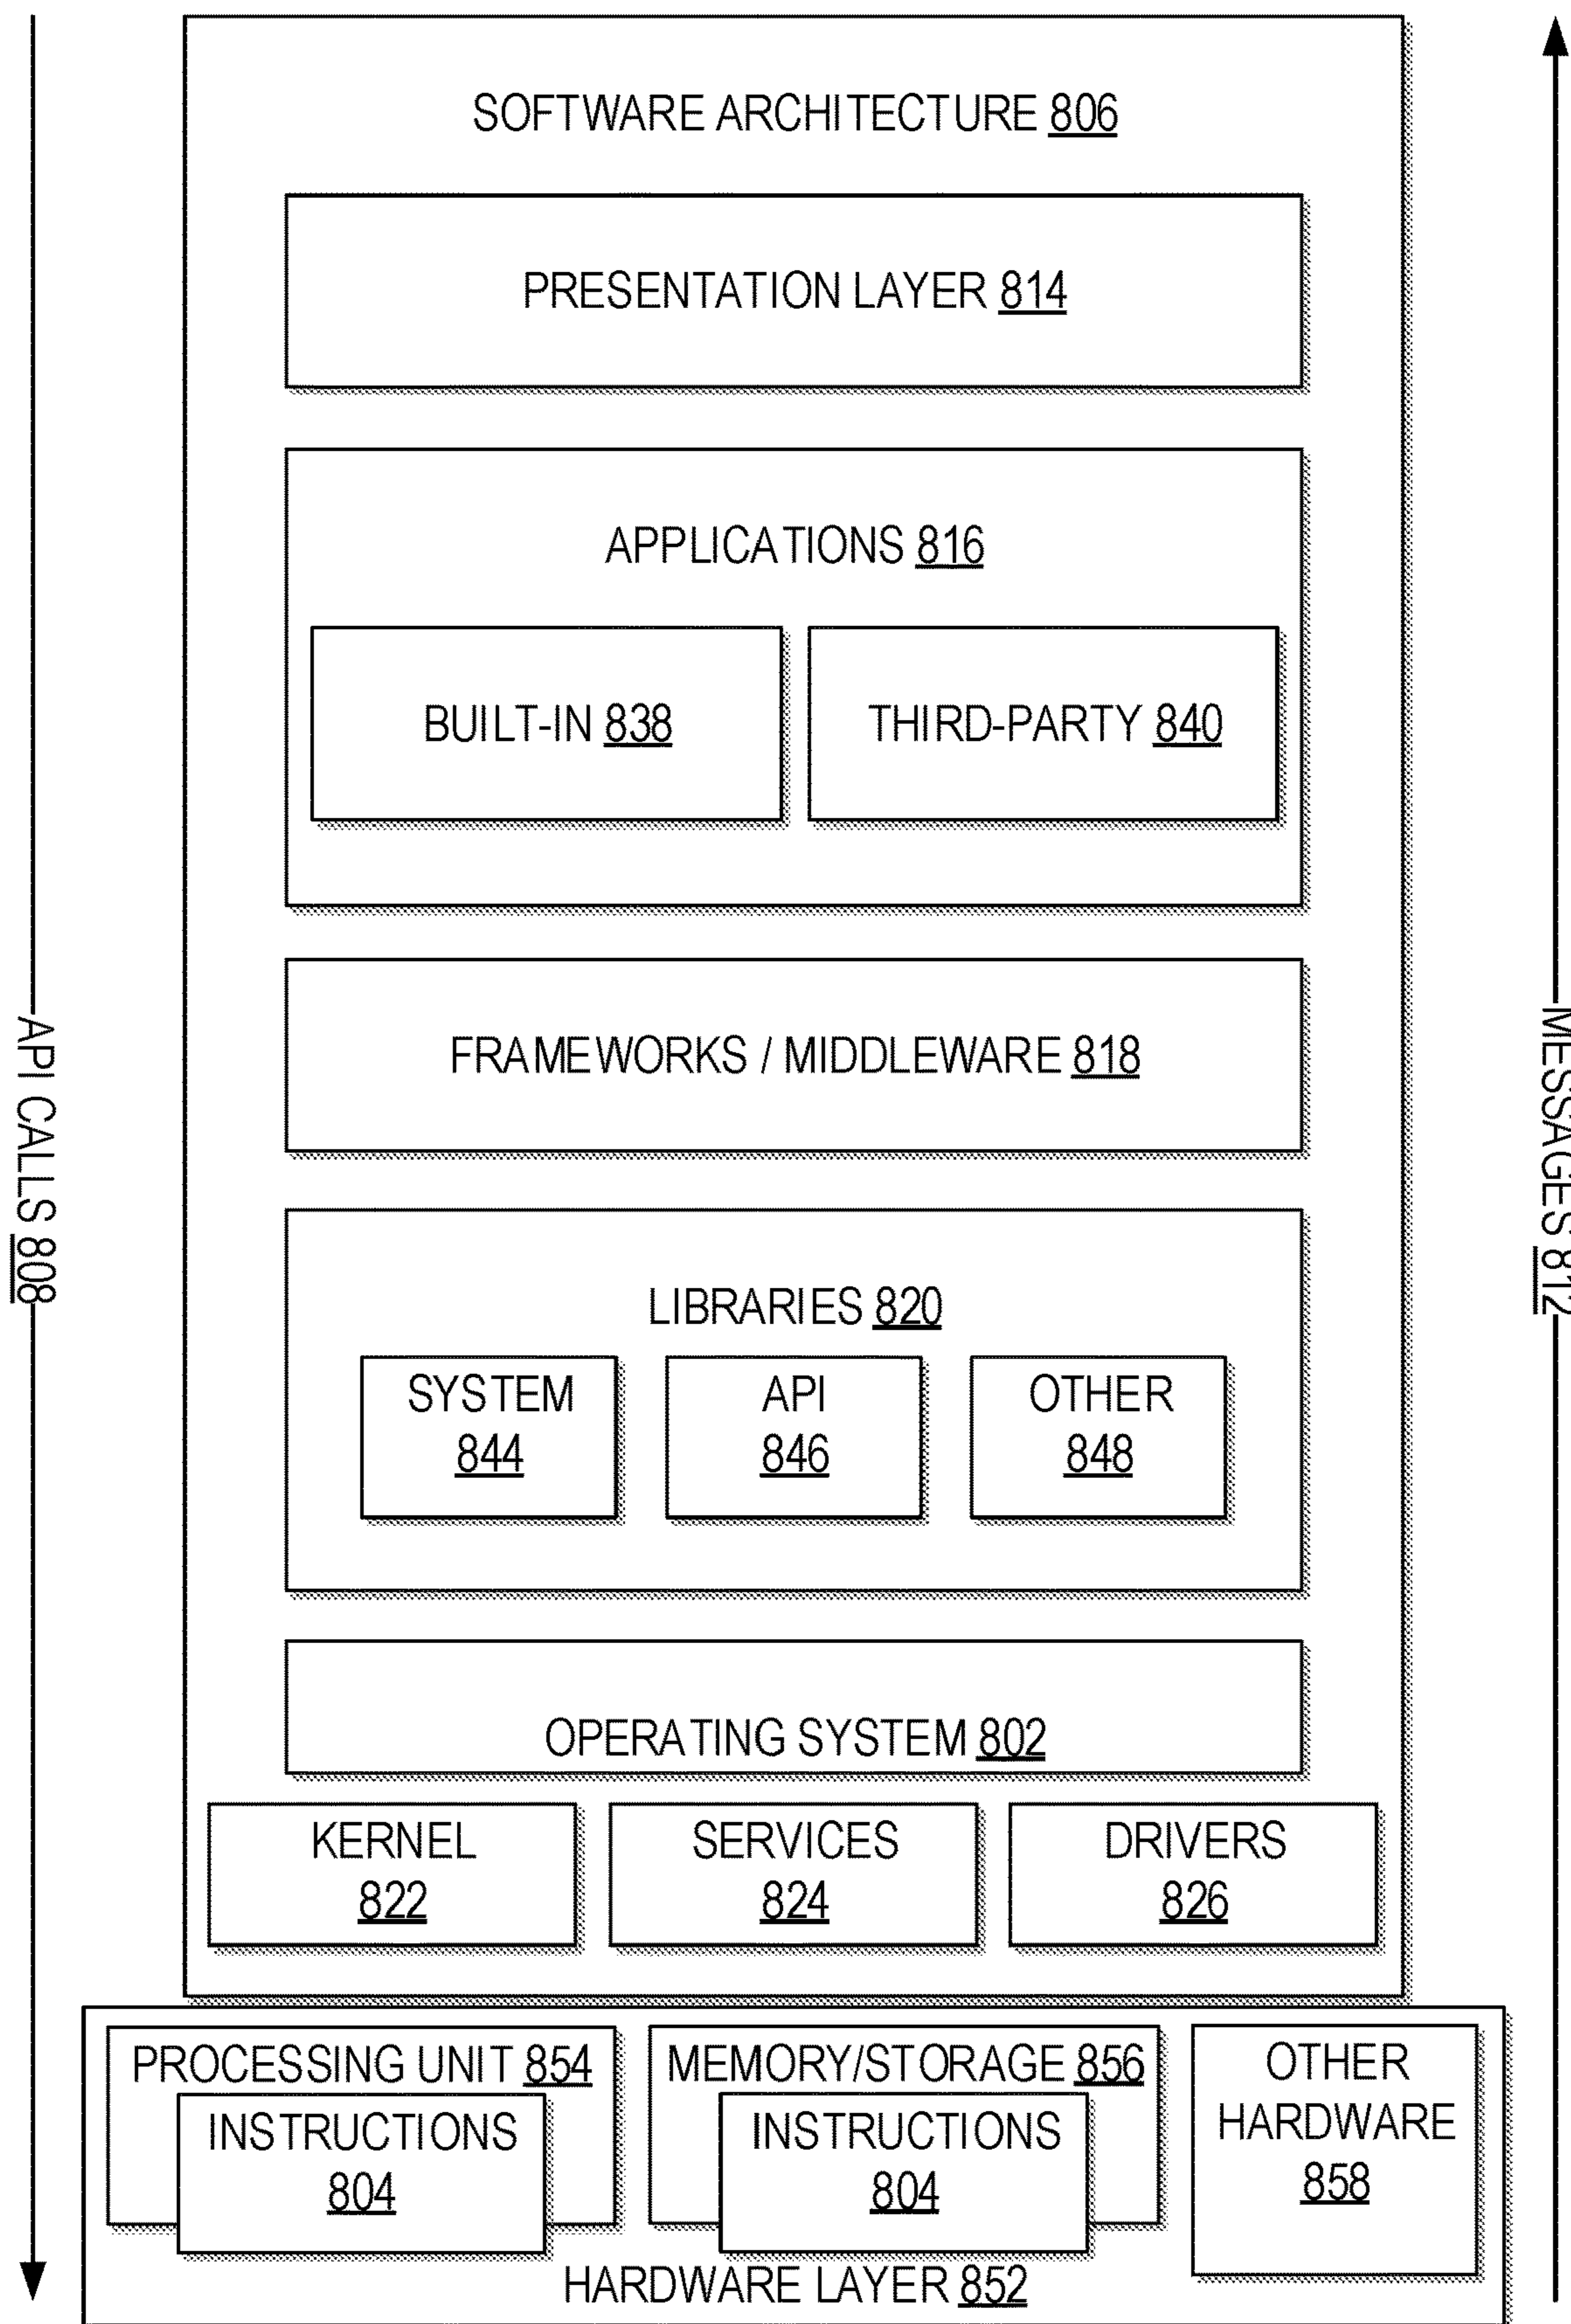 SOFTWARE ARCHITECTURE 806
PRESENTATION LAYER 814
APPLICATIONS 816
BUILT-IN 838
THIRD-PARTY 840
FRAMEWORKS / MIDDLEWARE 818
API CALLS 808
MESSAGES 812
LIBRARIES 820
SYSTEM
844
API
846
OTHER
848
OPERATING SYSTEM 802
KERNEL
822
SERVICES
824
DRIVERS
826
PROCESSING UNIT 854
INSTRUCTIONS
804
MEMORY/STORAGE 856
INSTRUCTIONS
804
OTHER
HARDWARE
858
HARDWARE LAYER 852